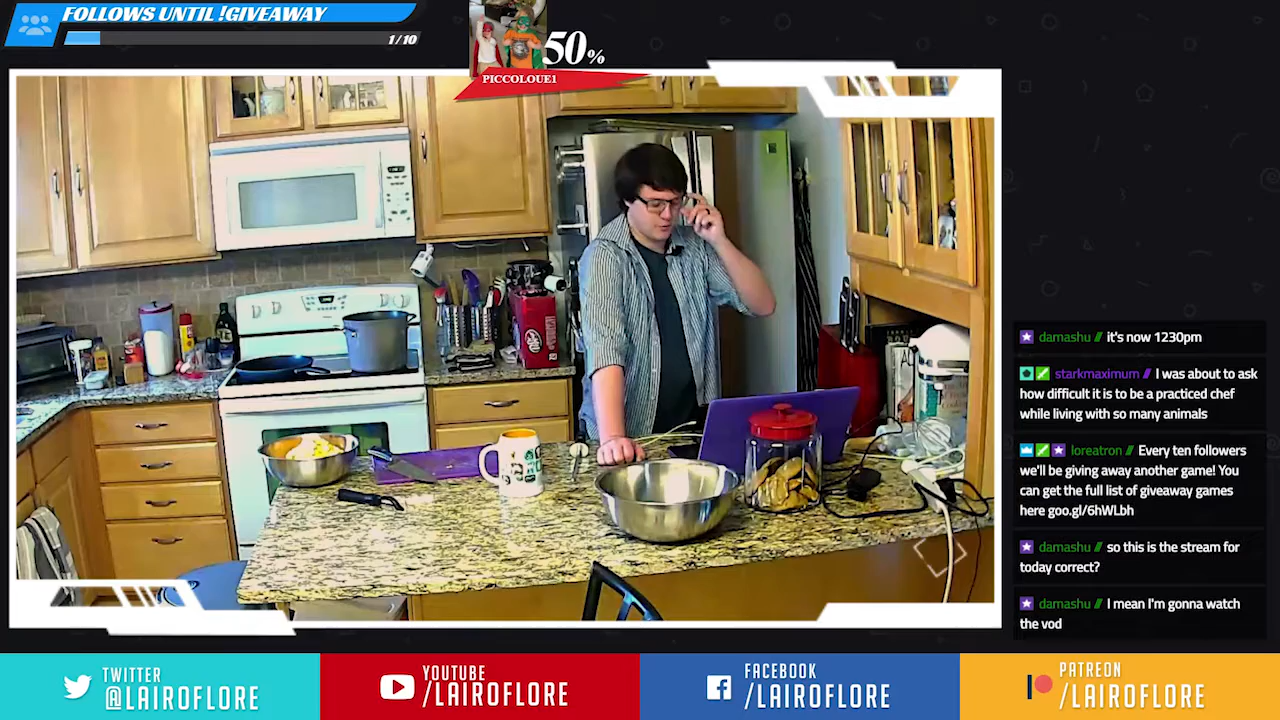 FOLLOWS UNTIL !GIVEAWAY
1/10
50%
PICCOLOUE1
damashu // it's now 1230pm
starkmaximum // I was about to ask
how difficult it is to be a practiced chef
while living with so many animals
loreatron // Every ten followers
we'll be giving away another game! You
can get the full list of giveaway games
here goo.gl/6hWLbh
damashu // so this is the stream for
today correct?
damashu // I mean I'm gonna watch
the vod
TWITTER
@LAIROFLORE
YOUTUBE
/LAIROFLORE
FACEBOOK
/LAIROFLORE
PATREON
/LAIROFLORE